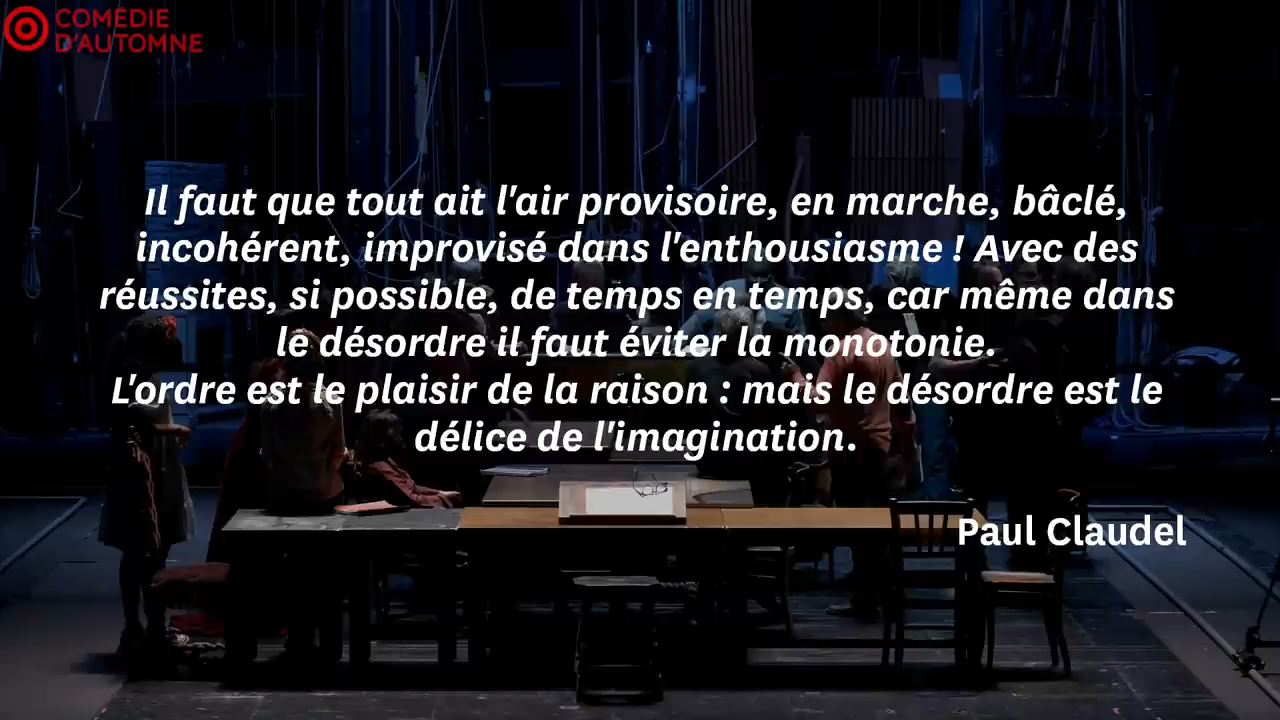 COMÉDIE
D'AUTOMNE
Il faut que tout ait l'air provisoire, en marche, bâclé,
incohérent, improvisé dans l'enthousiasme ! Avec des
réussites, si possible, de temps en temps, car même dans
le désordre il faut éviter la monotonie.
L'ordre est le plaisir de la raison : mais le désordre est le
délice de l'imagination.
Paul Claudel